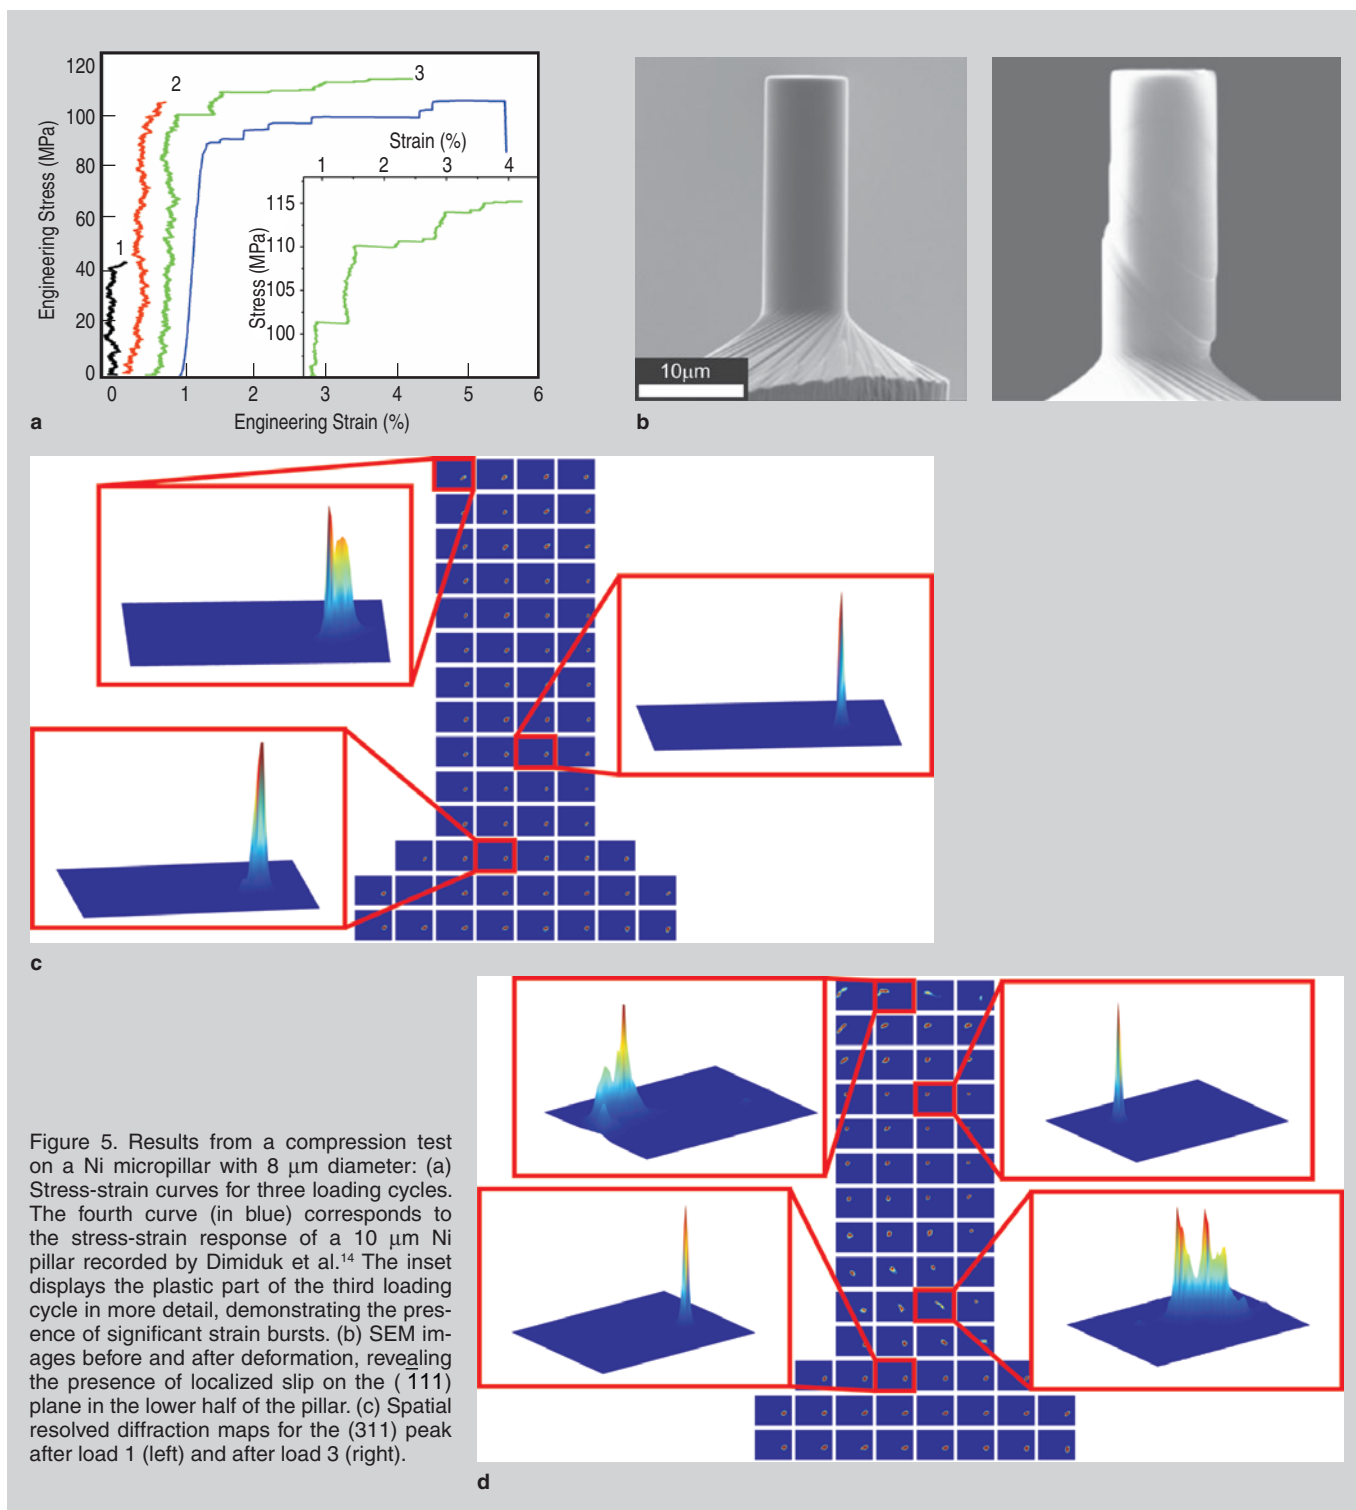 120
100
80
60
40
20
0
Engineering Stress (MPa)
1
2
3
Strain (%)
1 2 3 4
115
110
105
100
Stress (MPa)
0 1 2 3 4 5 6
Engineering Strain (%)
a
10μm
b
c
Figure 5. Results from a compression test
on a Ni micropillar with 8 μm diameter: (a)
Stress-strain curves for three loading cycles.
The fourth curve (in blue) corresponds to
the stress-strain response of a 10 μm Ni
pillar recorded by Dimiduk et al.¹⁴ The inset
displays the plastic part of the third loading
cycle in more detail, demonstrating the pres-
ence of significant strain bursts. (b) SEM im-
ages before and after deformation, revealing
the presence of localized slip on the (1̅11)
plane in the lower half of the pillar. (c) Spatial
resolved diffraction maps for the (311) peak
after load 1 (left) and after load 3 (right).
d